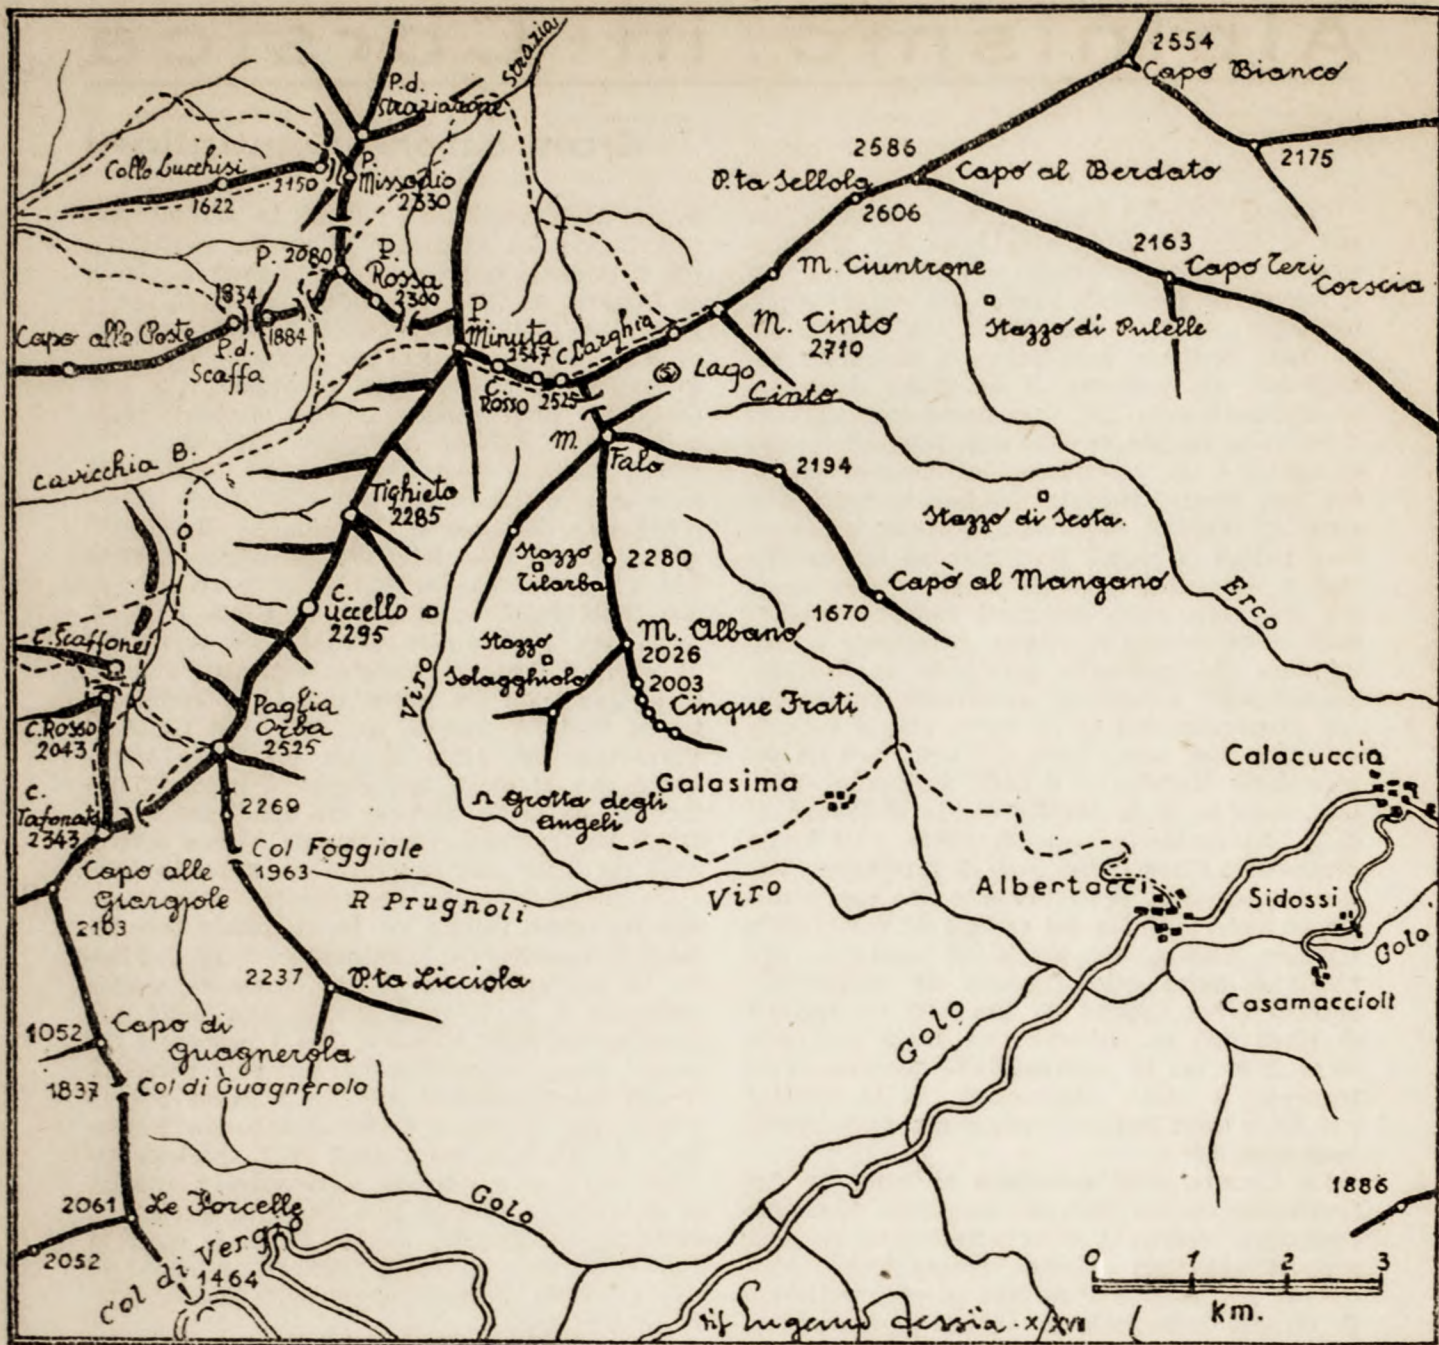 Strazia
2554
Capo Bianco
P. d.
Straziacone
2175
Collo Lucchisi
2150
1622
P.
Missodio
2330
2586
Capo al Berdato
P.ta Sellola
2606
2163
Capo Teri
Corscia
P. 2080
P.
Rossa
2300
M. Ciuntrone
Stazzo di Pulelle
1834
1884
Capo alle Poste
P. d.
Scaffa
P.
Minuta
2547
C. Larghia
M. Cinto
2710
Lago
Cinto
C.
Rosso
2525
Cavicchia B.
M.
Falo
2194
Tighieto
2285
Stazzo di Sesta.
Stazzo
Tilarba
2280
Capò al Mangano
1670
Erco
C.
Uccello
2295
C. Scaffone
M. Albano
2026
Stazzo
Solagghiolo
2003
Cinque Frati
Viro
Paglia
Orba
2525
C. Rosso
2043
Calacuccia
Galasima
Grotta degli
Angeli
C.
Tafonato
2343
2269
Col Foggiale
1963
Capo alle
Giargiole
2103
R Prugnoli
Viro
Albertacci
Sidossi
Golo
Casamaccioli
2237
P.ta Licciola
Golo
1052
Capo di
Guagnerola
1837
Col di Guagnerolo
2061
Le Forcelle
2052
Col di Vergio
1464
Golo
1886
0 1 2 3
km.